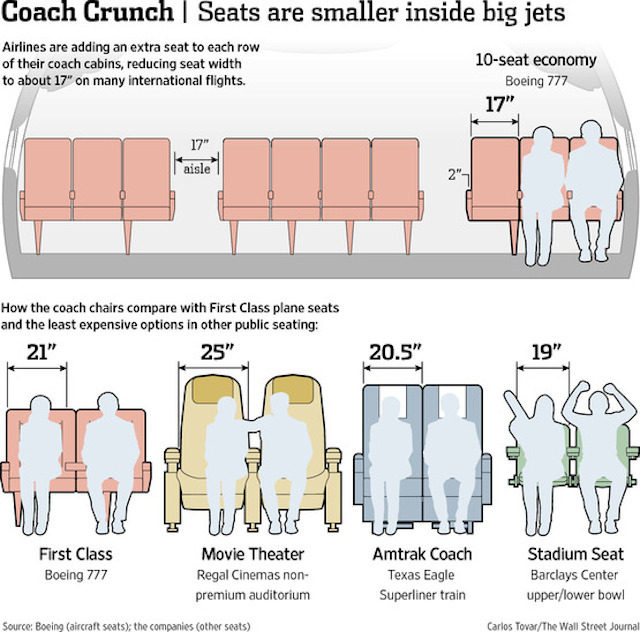 Coach Crunch | Seats are smaller inside big jets
Airlines are adding an extra seat to each row
of their coach cabins, reducing seat width
to about 17" on many international flights.
10-seat economy
Boeing 777
17"
17"
aisle
2"
How the coach chairs compare with First Class plane seats
and the least expensive options in other public seating:
21"
25"
20.5"
19"
First Class
Boeing 777
Movie Theater
Regal Cinemas non-
premium auditorium
Amtrak Coach
Texas Eagle
Superliner train
Stadium Seat
Barclays Center
upper/lower bowl
Source: Boeing (aircraft seats); the companies (other seats)
Carlos Tovar/The Wall Street Journal